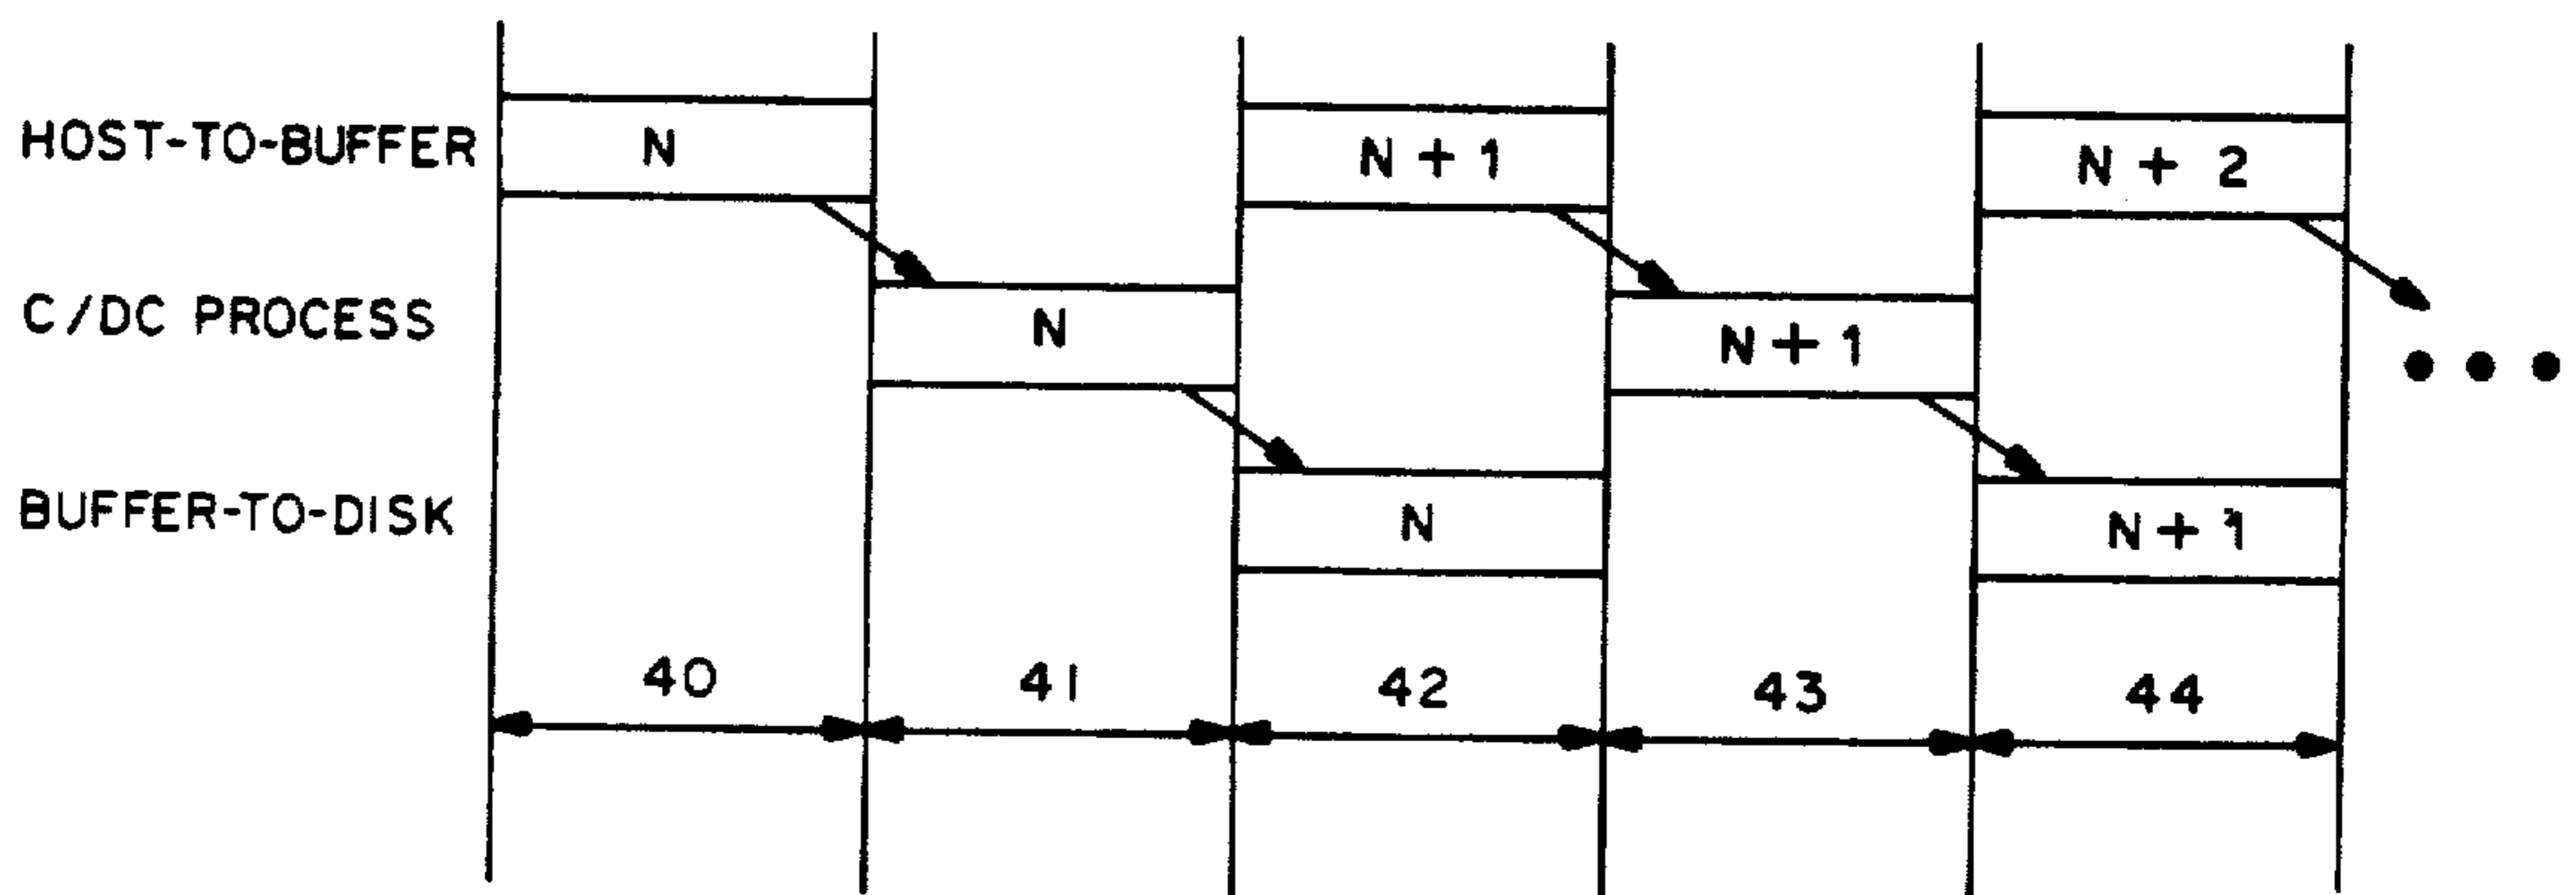 HOST-TO-BUFFER N N + 1 N + 2
C/DC PROCESS N N + 1
BUFFER-TO-DISK N N + 1
40 41 42 43 44